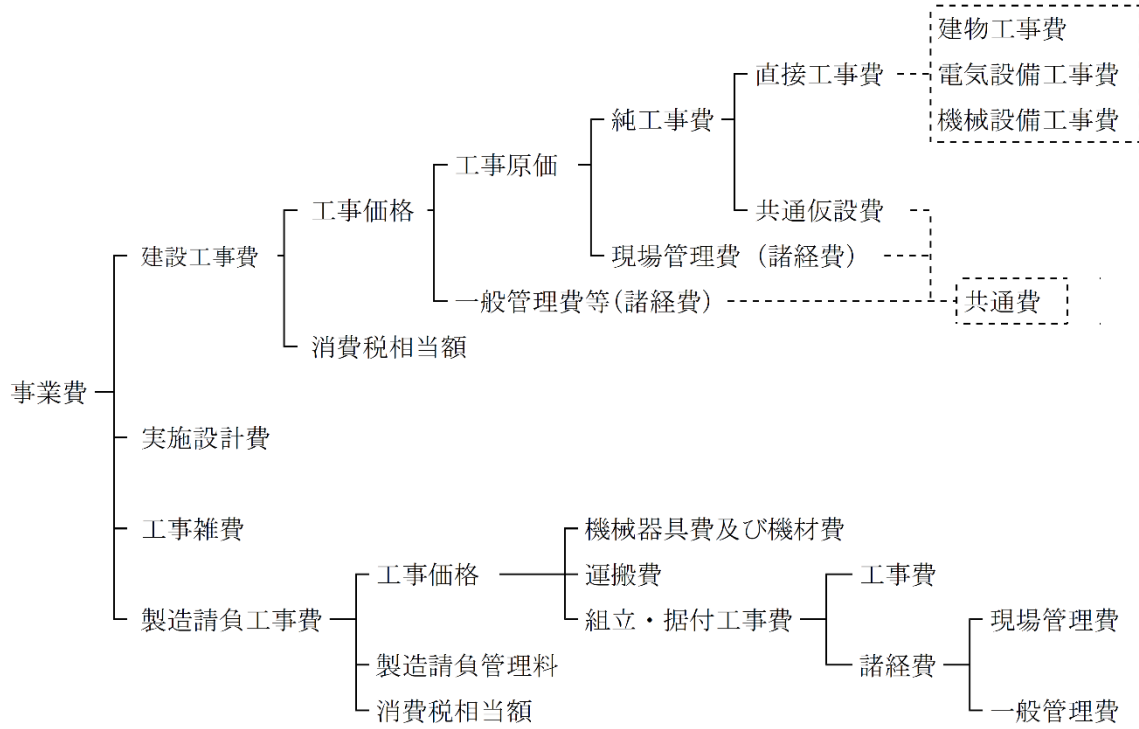 建物工事費
直接工事費
電気設備工事費
純工事費
機械設備工事費
工事原価
工事価格
共通仮設費
建設工事費
現場管理費（諸経費）
一般管理費等(諸経費)
共通費
消費税相当額
事業費
実施設計費
工事雑費
機械器具費及び機材費
工事価格
運搬費
工事費
製造請負工事費
組立・据付工事費
現場管理費
製造請負管理料
諸経費
消費税相当額
一般管理費